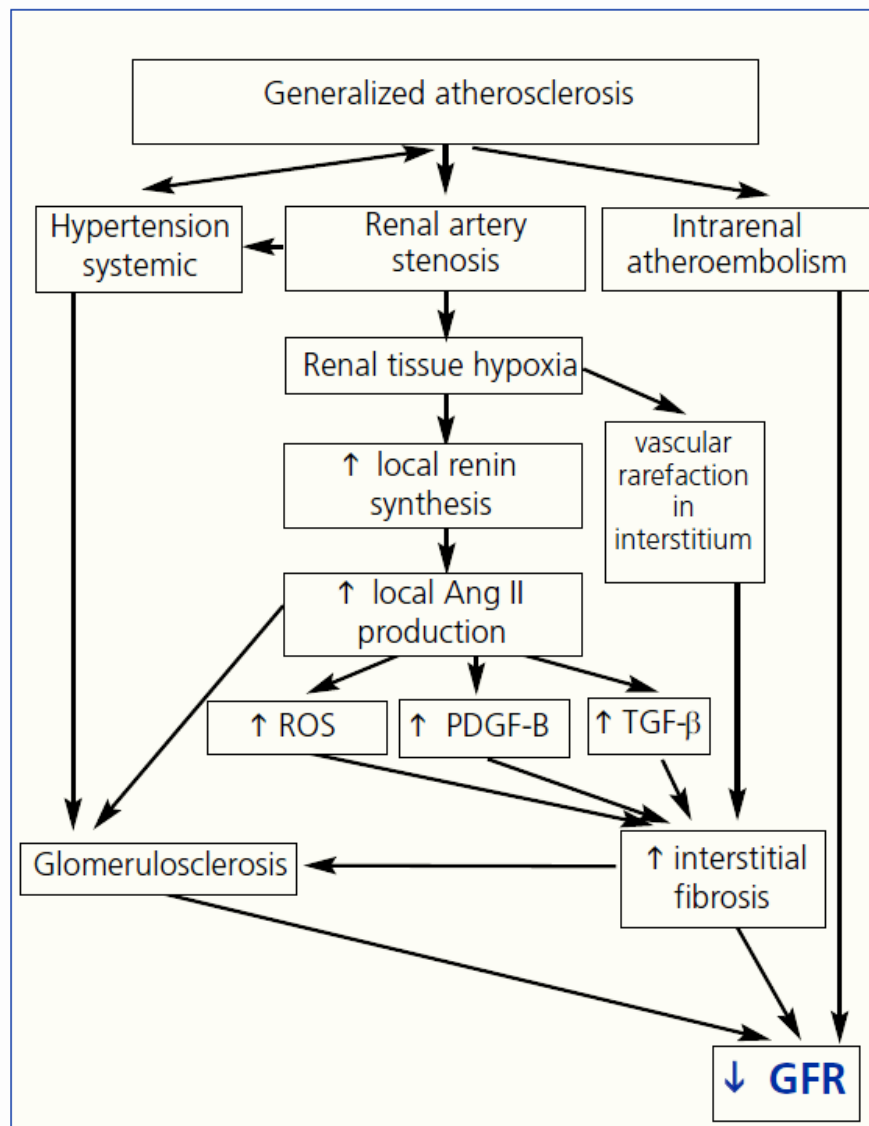 Generalized atherosclerosis
Hypertension
systemic
Renal artery
stenosis
Intrarenal
atheroembolism
Renal tissue hypoxia
↑ local renin
synthesis
vascular
rarefaction
in
interstitium
↑ local Ang II
production
↑ ROS
↑ PDGF-B
↑ TGF-β
Glomerulosclerosis
↑ interstitial
fibrosis
↓ GFR